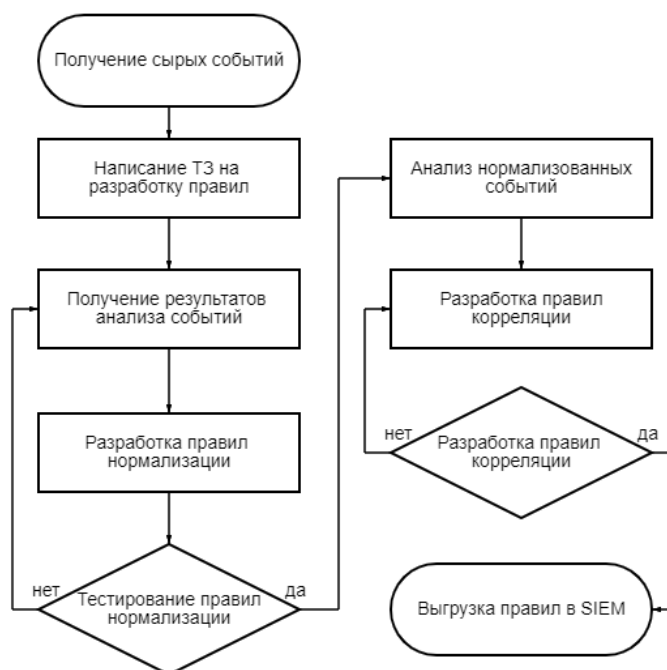 Получение сырых событий
Написание ТЗ на
разработку правил
Получение результатов
анализа событий
Разработка правил
нормализации
нет
Тестирование правил
нормализации
да
Анализ нормализованных
событий
Разработка правил
корреляции
нет
Разработка правил
корреляции
да
Выгрузка правил в SIEM